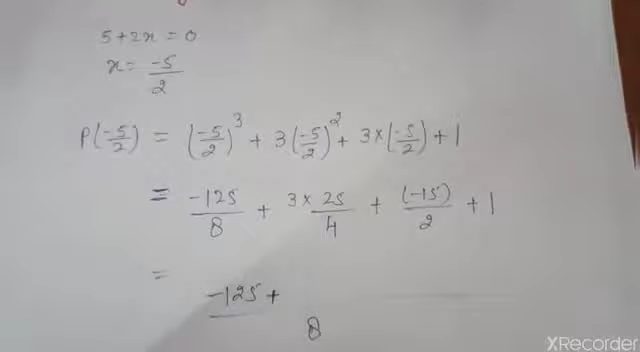 5+2x = 0
x = -5/2
P(-5/2) = (-5/2)^3 + 3(-5/2)^2 + 3×(-5/2) + 1
= -125/8 + 3×25/4 + (-15)/2 + 1
= -125 + / 8
XRecorder